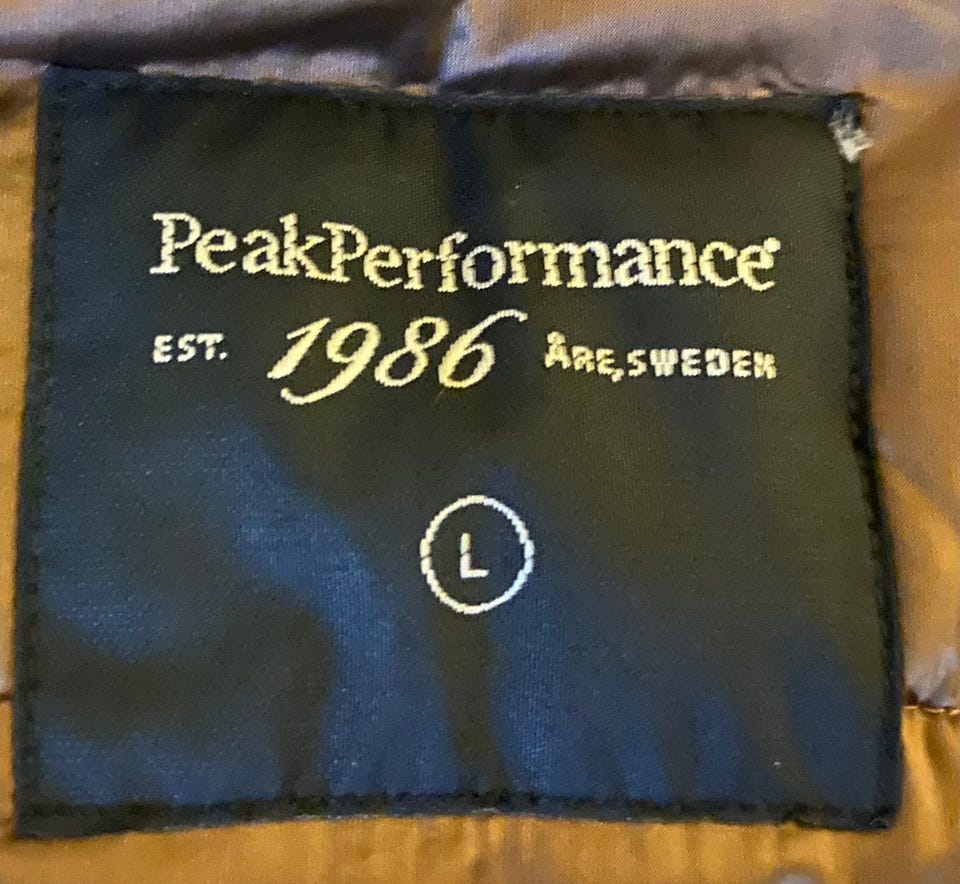 PeakPerformance®
EST. 1986 ÅRE, SWEDEN
L